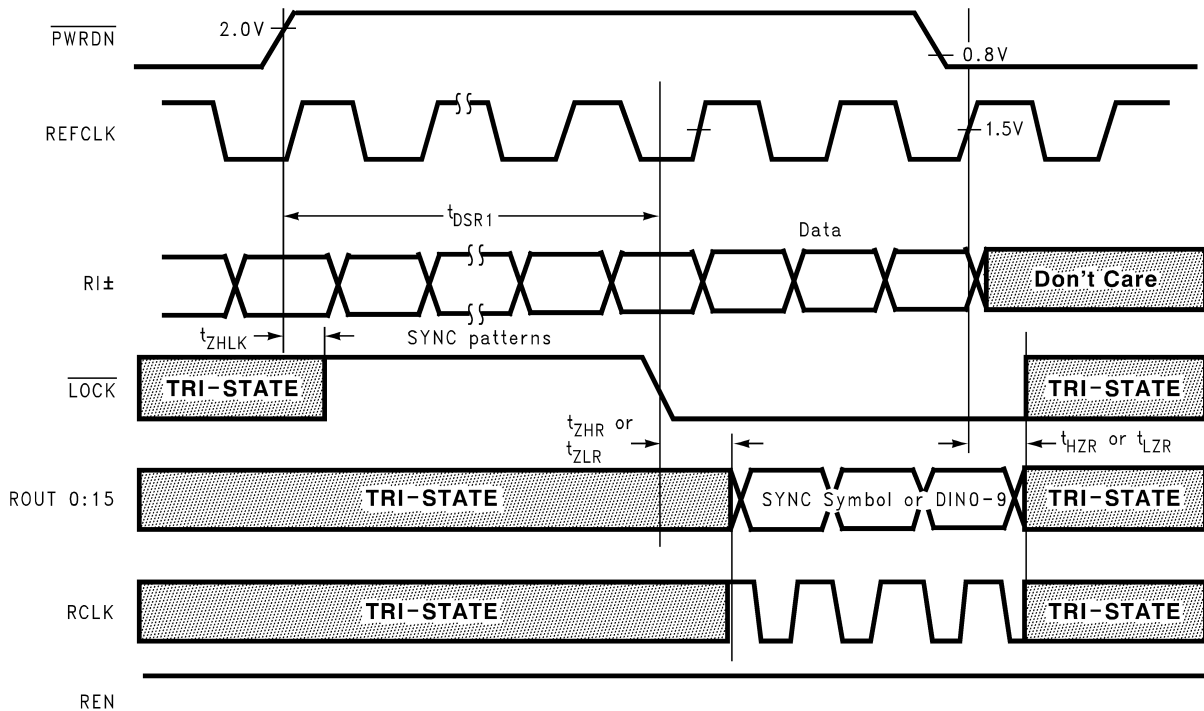 PWRDN
2.0V
0.8V
REFCLK
1.5V
tDSR1
Data
RI±
Don't Care
tZHLK
SYNC patterns
LOCK
TRI-STATE
TRI-STATE
tZHR or
tZLR
tHZR or tLZR
ROUT 0:15
TRI-STATE
SYNC Symbol or DIN0-9
TRI-STATE
RCLK
TRI-STATE
TRI-STATE
REN